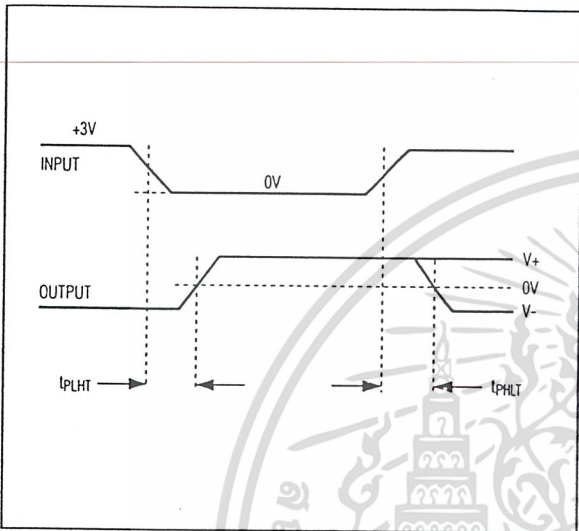 +3V
INPUT
0V
OUTPUT
V+
0V
V-
tPLHT
tPHLT